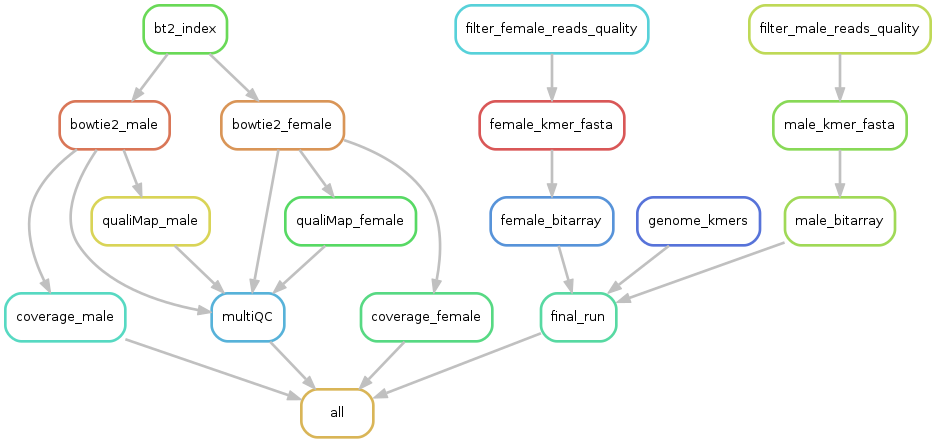 bt2_index
filter_female_reads_quality
filter_male_reads_quality
bowtie2_male
bowtie2_female
female_kmer_fasta
male_kmer_fasta
qualiMap_male
qualiMap_female
female_bitarray
genome_kmers
male_bitarray
coverage_male
multiQC
coverage_female
final_run
all